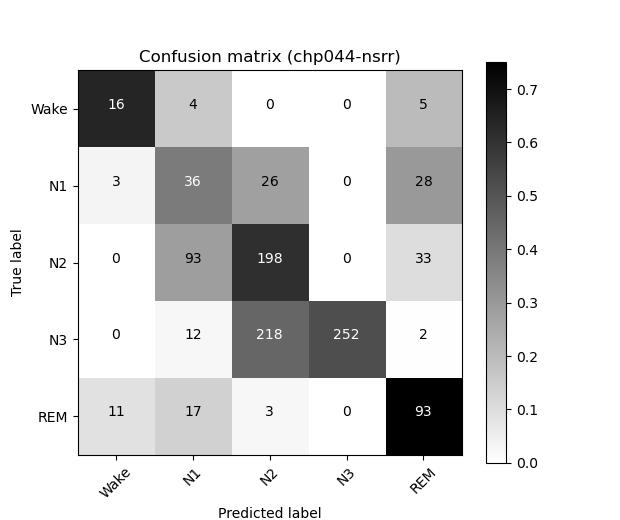 Confusion matrix (chp044-nsrr)
True label
Wake 16 4 0 0 5
N1 3 36 26 0 28
N2 0 93 198 0 33
N3 0 12 218 252 2
REM 11 17 3 0 93
Wake N1 N2 N3 REM
Predicted label
0.7
0.6
0.5
0.4
0.3
0.2
0.1
0.0